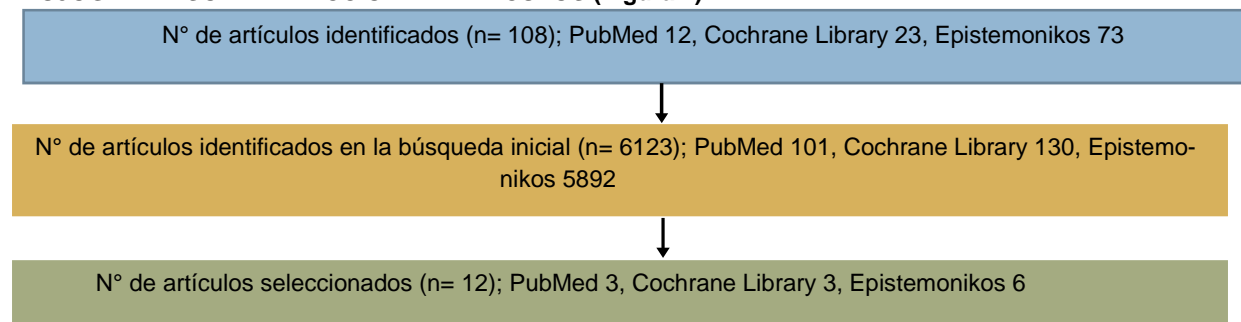 N° de artículos identificados (n= 108); PubMed 12, Cochrane Library 23, Epistemonikos 73
N° de artículos identificados en la búsqueda inicial (n= 6123); PubMed 101, Cochrane Library 130, Epistemo-
nikos 5892
N° de artículos seleccionados (n= 12); PubMed 3, Cochrane Library 3, Epistemonikos 6